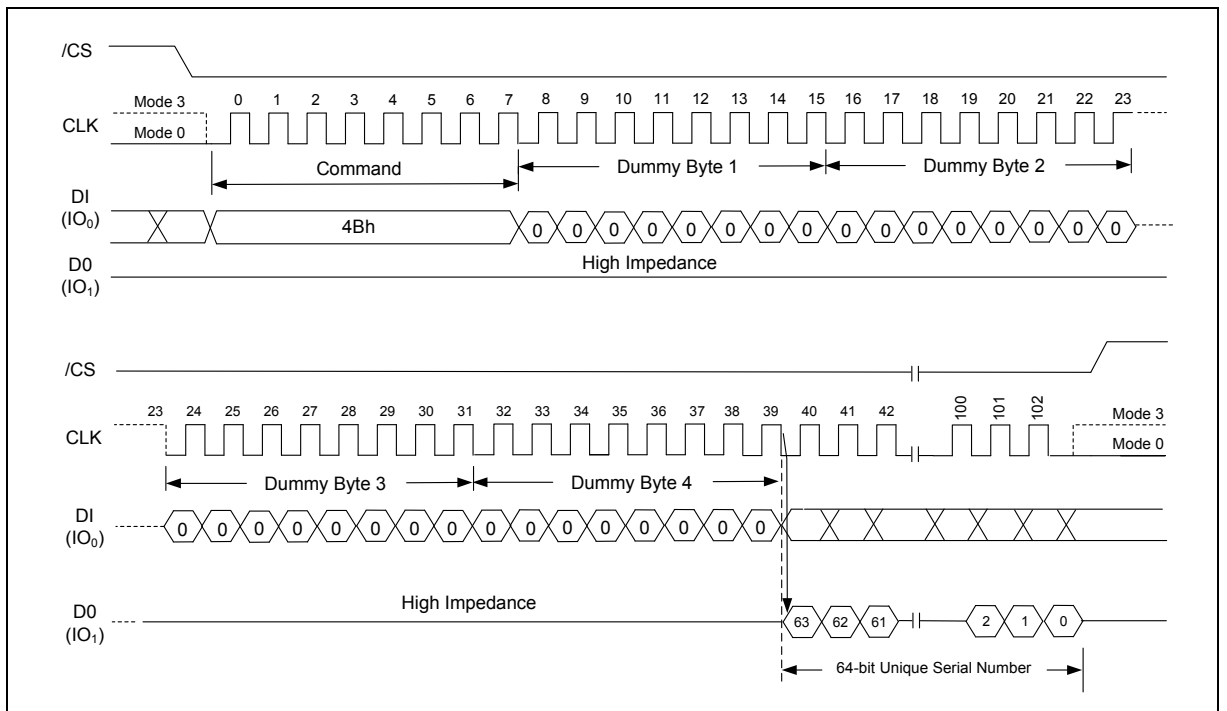 /CS
Mode 3 0 1 2 3 4 5 6 7 8 9 10 11 12 13 14 15 16 17 18 19 20 21 22 23
CLK
Mode 0
Command Dummy Byte 1 Dummy Byte 2
DI
(IO0) 4Bh 0 0 0 0 0 0 0 0 0 0 0 0 0 0 0 0
D0 High Impedance
(IO1)
/CS
23 24 25 26 27 28 29 30 31 32 33 34 35 36 37 38 39 40 41 42 100 101 102 Mode 3
CLK
Mode 0
Dummy Byte 3 Dummy Byte 4
DI
(IO0) 0 0 0 0 0 0 0 0 0 0 0 0 0 0 0 0
High Impedance
D0
(IO1) 63 62 61 2 1 0
64-bit Unique Serial Number